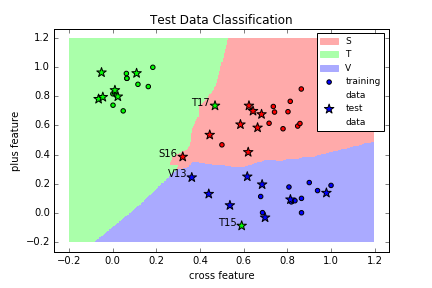 Test Data Classification
1.2
1.0
0.8
0.6
0.4
0.2
0.0
−0.2
plus feature
S
T
V
training
data
test
data
T17
S16
V13
T15
−0.2
0.0
0.2
0.4
0.6
0.8
1.0
1.2
cross feature